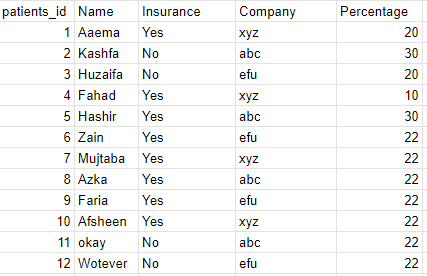 patients_id Name Insurance Company Percentage
1 Aaema Yes xyz 20
2 Kashfa No abc 30
3 Huzaifa No efu 20
4 Fahad Yes xyz 10
5 Hashir Yes abc 30
6 Zain Yes efu 22
7 Mujtaba Yes xyz 22
8 Azka Yes abc 22
9 Faria Yes efu 22
10 Afsheen Yes xyz 22
11 okay No abc 22
12 Wotever No efu 22